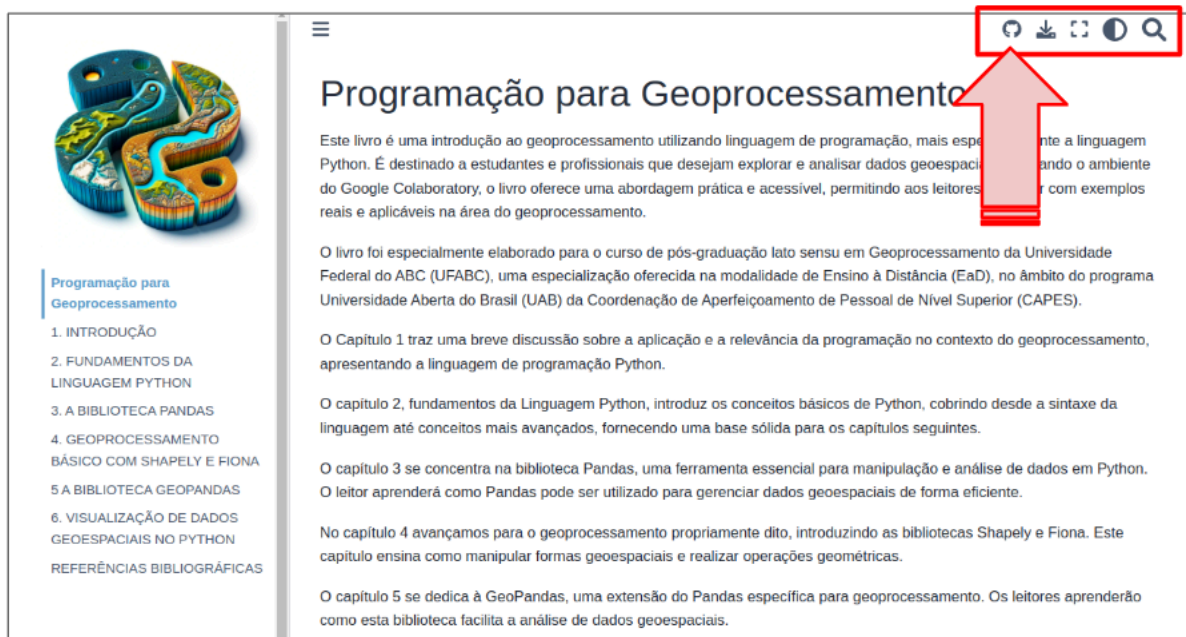 Programação para Geoprocessamento
1. INTRODUÇÃO
2. FUNDAMENTOS DA
LINGUAGEM PYTHON
3. A BIBLIOTECA PANDAS
4. GEOPROCESSAMENTO
BÁSICO COM SHAPELY E FIONA
5 A BIBLIOTECA GEOPANDAS
6. VISUALIZAÇÃO DE DADOS
GEOESPACIAIS NO PYTHON
REFERÊNCIAS BIBLIOGRÁFICAS
Programação para Geoprocessamento
Este livro é uma introdução ao geoprocessamento utilizando linguagem de programação, mais espe nte a linguagem
Python. É destinado a estudantes e profissionais que desejam explorar e analisar dados geoespaci ando o ambiente
do Google Colaboratory, o livro oferece uma abordagem prática e acessível, permitindo aos leitores r com exemplos
reais e aplicáveis na área do geoprocessamento.
O livro foi especialmente elaborado para o curso de pós-graduação lato sensu em Geoprocessamento da Universidade
Federal do ABC (UFABC), uma especialização oferecida na modalidade de Ensino à Distância (EaD), no âmbito do programa
Universidade Aberta do Brasil (UAB) da Coordenação de Aperfeiçoamento de Pessoal de Nível Superior (CAPES).
O Capítulo 1 traz uma breve discussão sobre a aplicação e a relevância da programação no contexto do geoprocessamento,
apresentando a linguagem de programação Python.
O capítulo 2, fundamentos da Linguagem Python, introduz os conceitos básicos de Python, cobrindo desde a sintaxe da
linguagem até conceitos mais avançados, fornecendo uma base sólida para os capítulos seguintes.
O capítulo 3 se concentra na biblioteca Pandas, uma ferramenta essencial para manipulação e análise de dados em Python.
O leitor aprenderá como Pandas pode ser utilizado para gerenciar dados geoespaciais de forma eficiente.
No capítulo 4 avançamos para o geoprocessamento propriamente dito, introduzindo as bibliotecas Shapely e Fiona. Este
capítulo ensina como manipular formas geoespaciais e realizar operações geométricas.
O capítulo 5 se dedica à GeoPandas, uma extensão do Pandas específica para geoprocessamento. Os leitores aprenderão
como esta biblioteca facilita a análise de dados geoespaciais.